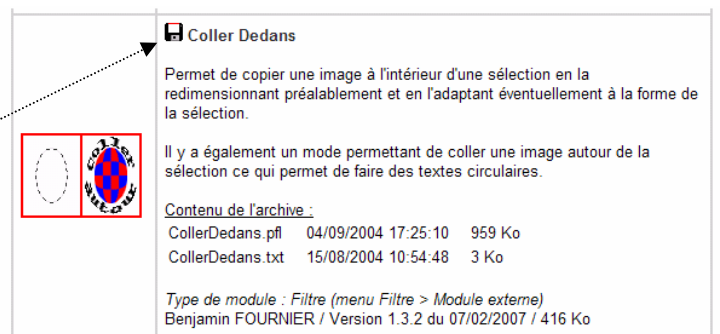 Coller Dedans
Permet de copier une image à l'intérieur d'une sélection en la
redimensionnant préalablement et en l'adaptant éventuellement à la forme de
la sélection.
Il y a également un mode permettant de coller une image autour de la
sélection ce qui permet de faire des textes circulaires.
coller
autour
Contenu de l'archive :
CollerDedans.pfl 04/09/2004 17:25:10 959 Ko
CollerDedans.txt 15/08/2004 10:54:48 3 Ko
Type de module : Filtre (menu Filtre > Module externe)
Benjamin FOURNIER / Version 1.3.2 du 07/02/2007 / 416 Ko